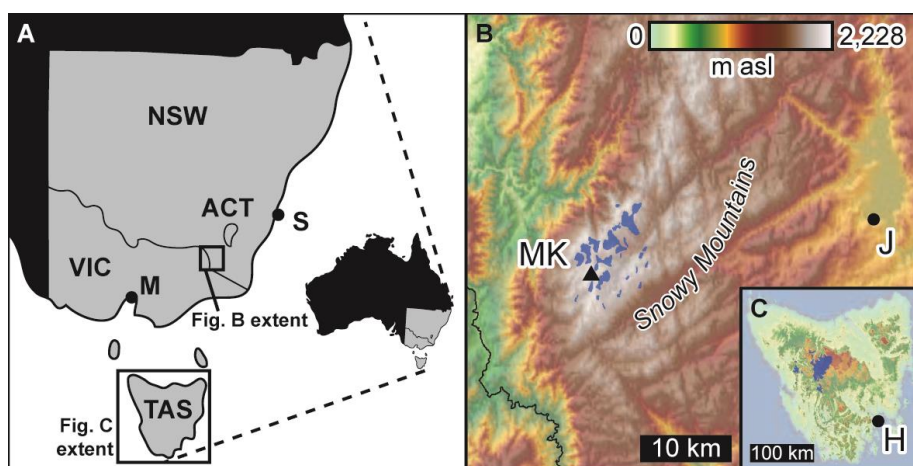 A
NSW
ACT
S
VIC
M
Fig. B extent
Fig. C
extent
TAS
B
0
2,228
m asl
MK
Snowy Mountains
J
10 km
C
H
100 km